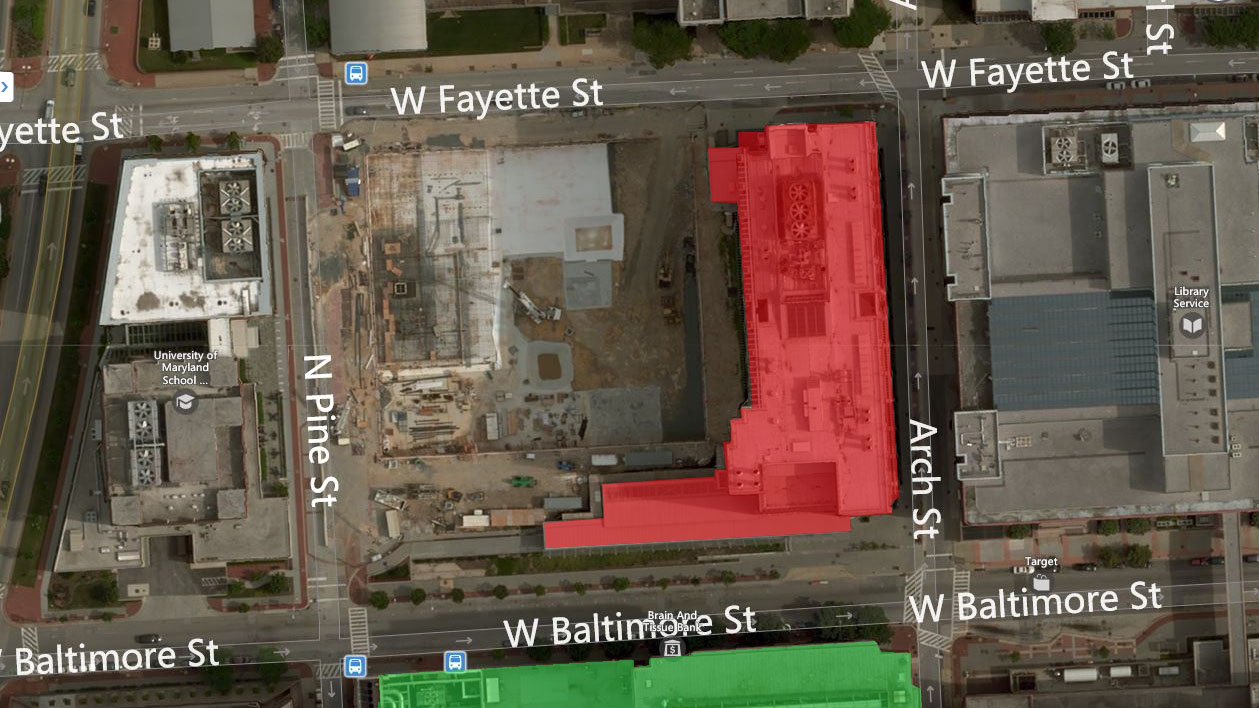 l St
A
W Fayette St
W Fayette St
yette St
Library
Service
University of
Maryland
School ...
N Pine St
Arch St
Target
W Baltimore St
Brain And
Tissue Bank
W Baltimore St
Baltimore St